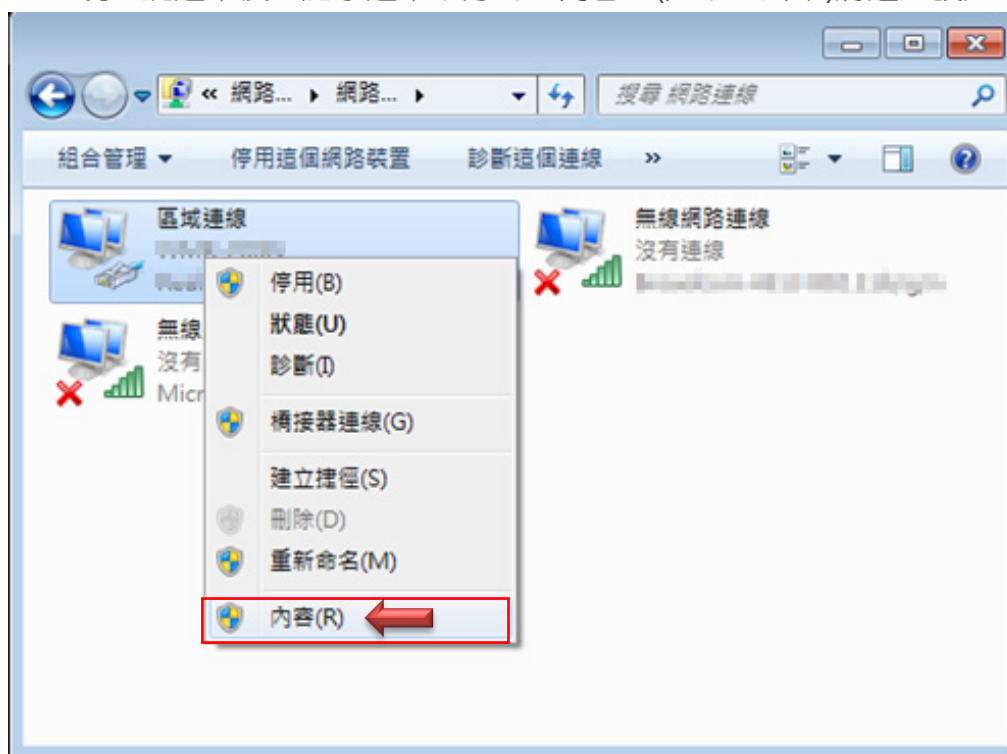 « 網路... ▸ 網路... ▸
搜尋 網路連線
組合管理 ▼ 停用這個網路裝置 診斷這個連線 »
區域連線
無線網路連線
沒有連線
停用(B)
無線
狀態(U)
沒有
診斷(I)
Micr
橋接器連線(G)
建立捷徑(S)
刪除(D)
重新命名(M)
內容(R)